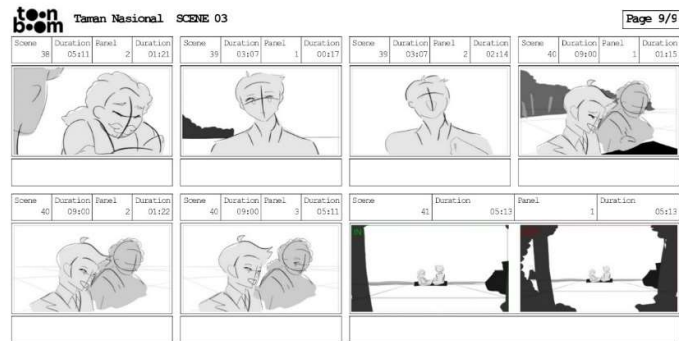 toon boom Taman Nasional SCENE 03 Page 9/9
Scene Duration Panel Duration Scene Duration Panel Duration Scene Duration Panel Duration Scene Duration Panel Duration
38 05:11 2 01:21 39 03:07 1 00:17 39 03:07 2 02:14 40 09:00 1 01:15
Scene Duration Panel Duration Scene Duration Panel Duration Scene Duration Panel Duration
40 09:00 2 01:22 40 09:00 3 05:11 41 05:13 1 05:13
IN